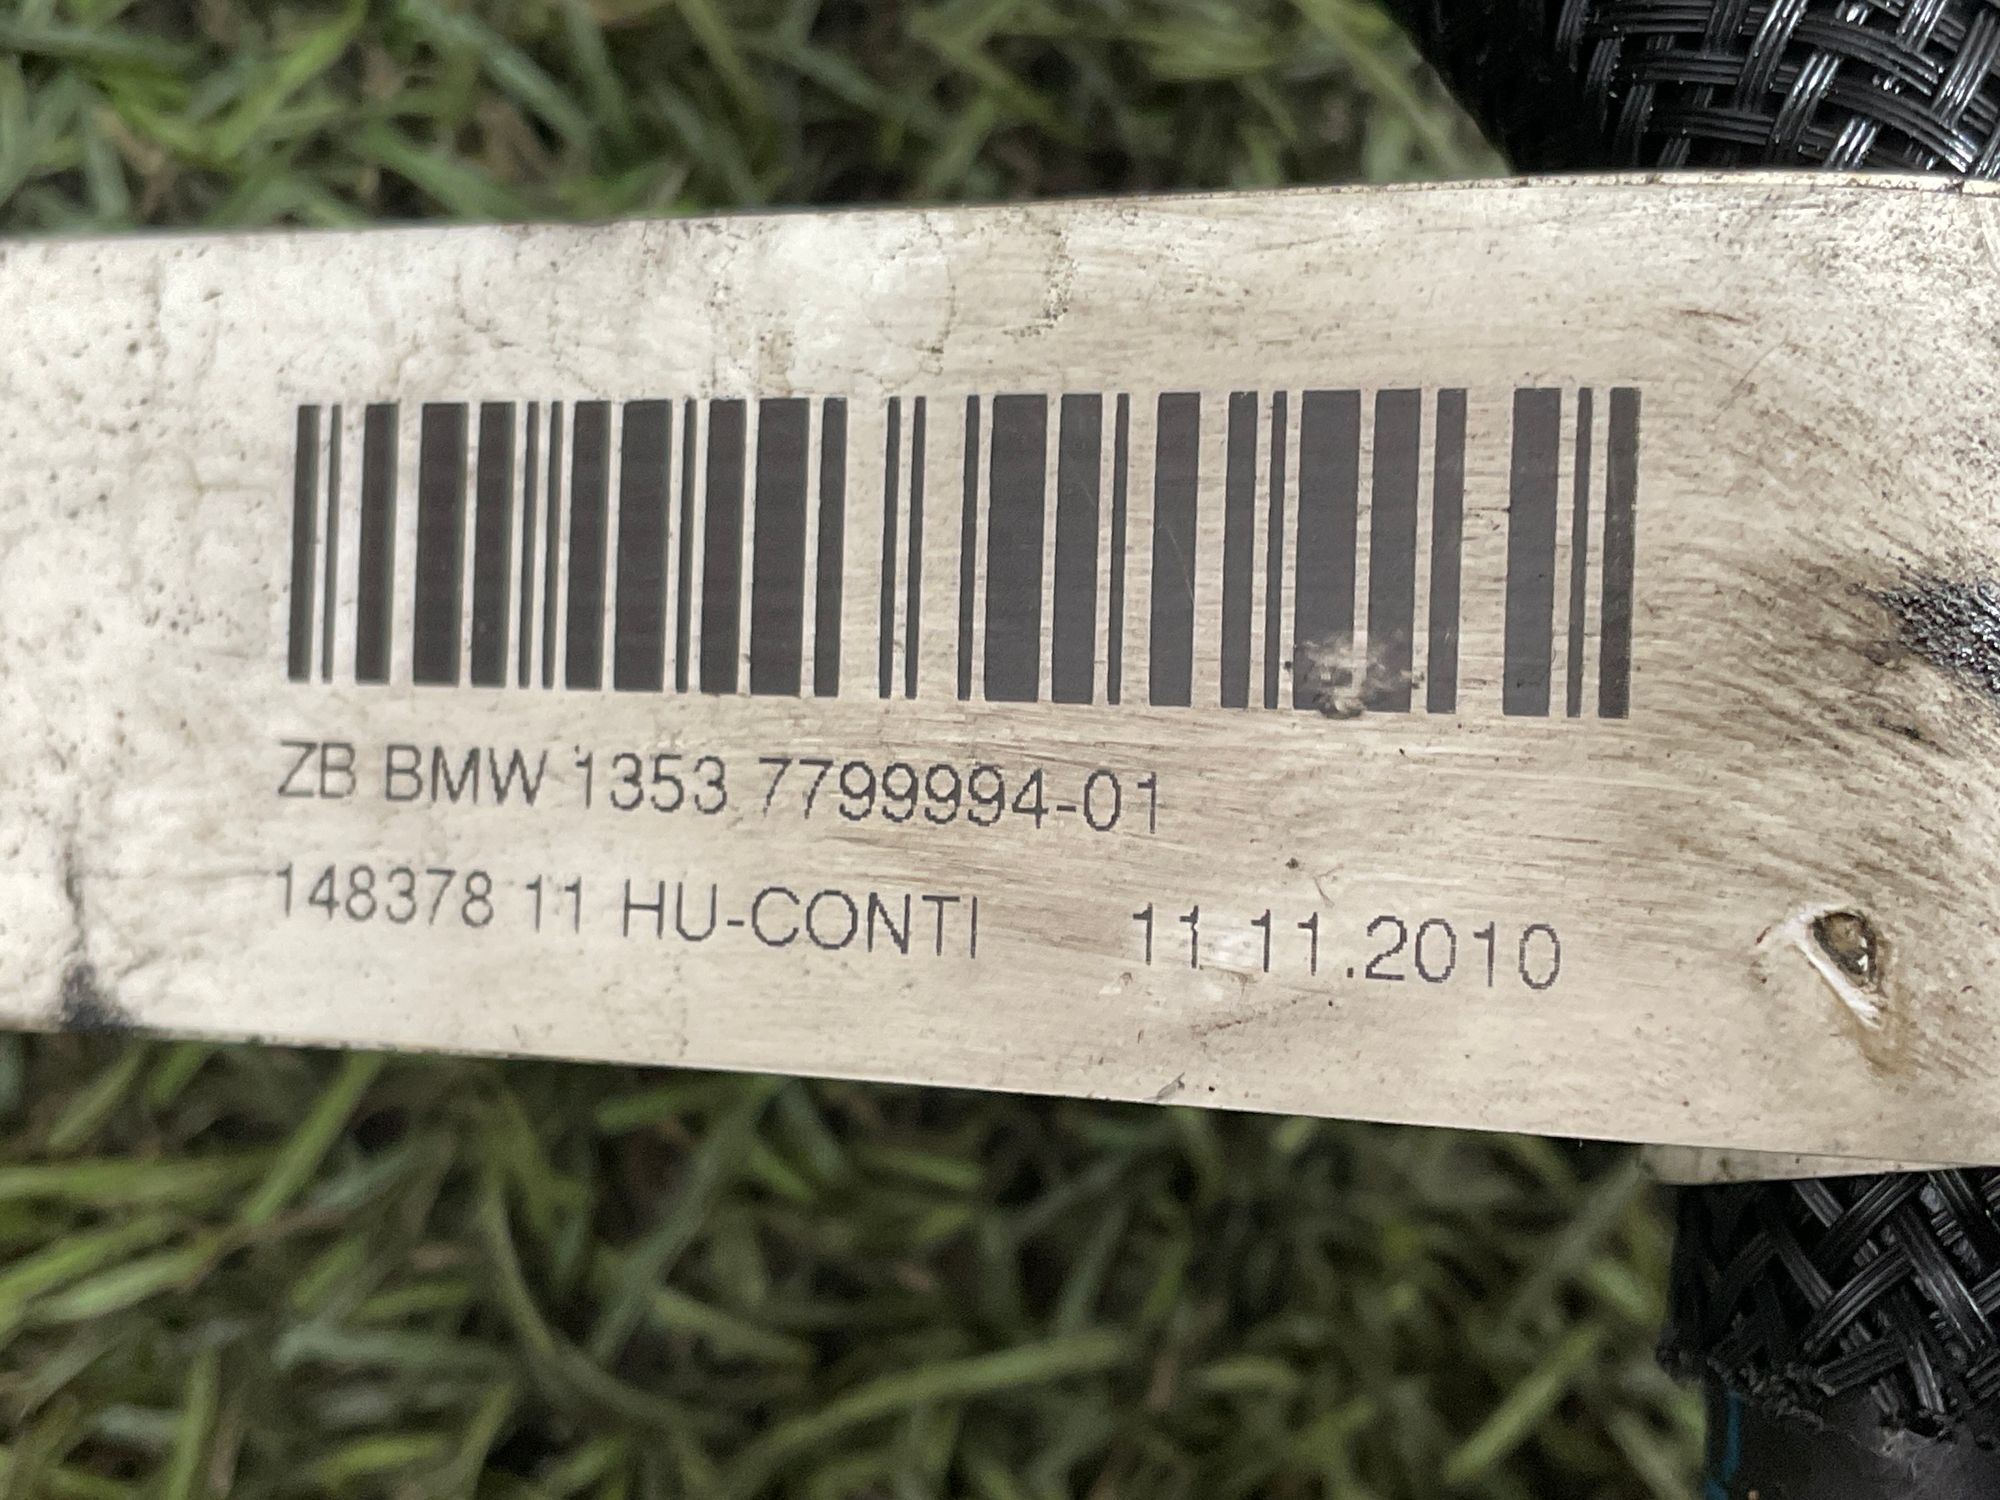 ZB BMW 1353 7799994-01
148378 11 HU-CONTI 11.11.2010